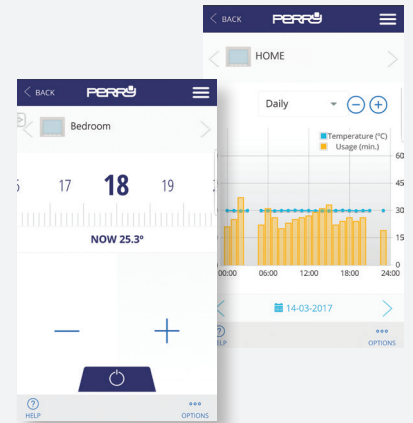 BACK
PERRY
HOME
Daily
Temperature (°C)
Usage (min.)
60
45
30
15
0
00:00 06:00 12:00 18:00 24:00
14-03-2017
OPTIONS
BACK
PERRY
Bedroom
17 18 19
NOW 25.3°
HELP
OPTIONS